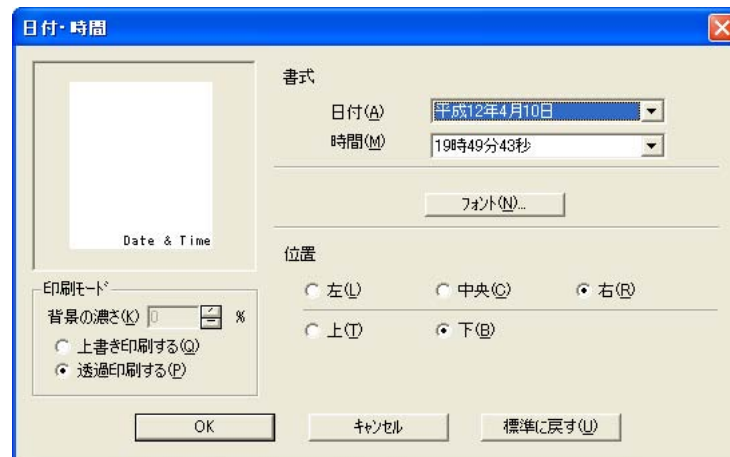 日付・時間
書式
日付(A) 平成12年4月10日
時間(M) 19時49分43秒
フォント(N)...
Date & Time
位置
左(L) 中央(C) 右(R)
上(T) 下(B)
印刷モード
背景の濃さ(K) 0 %
上書き印刷する(Q)
透過印刷する(P)
OK キャンセル 標準に戻す(U)